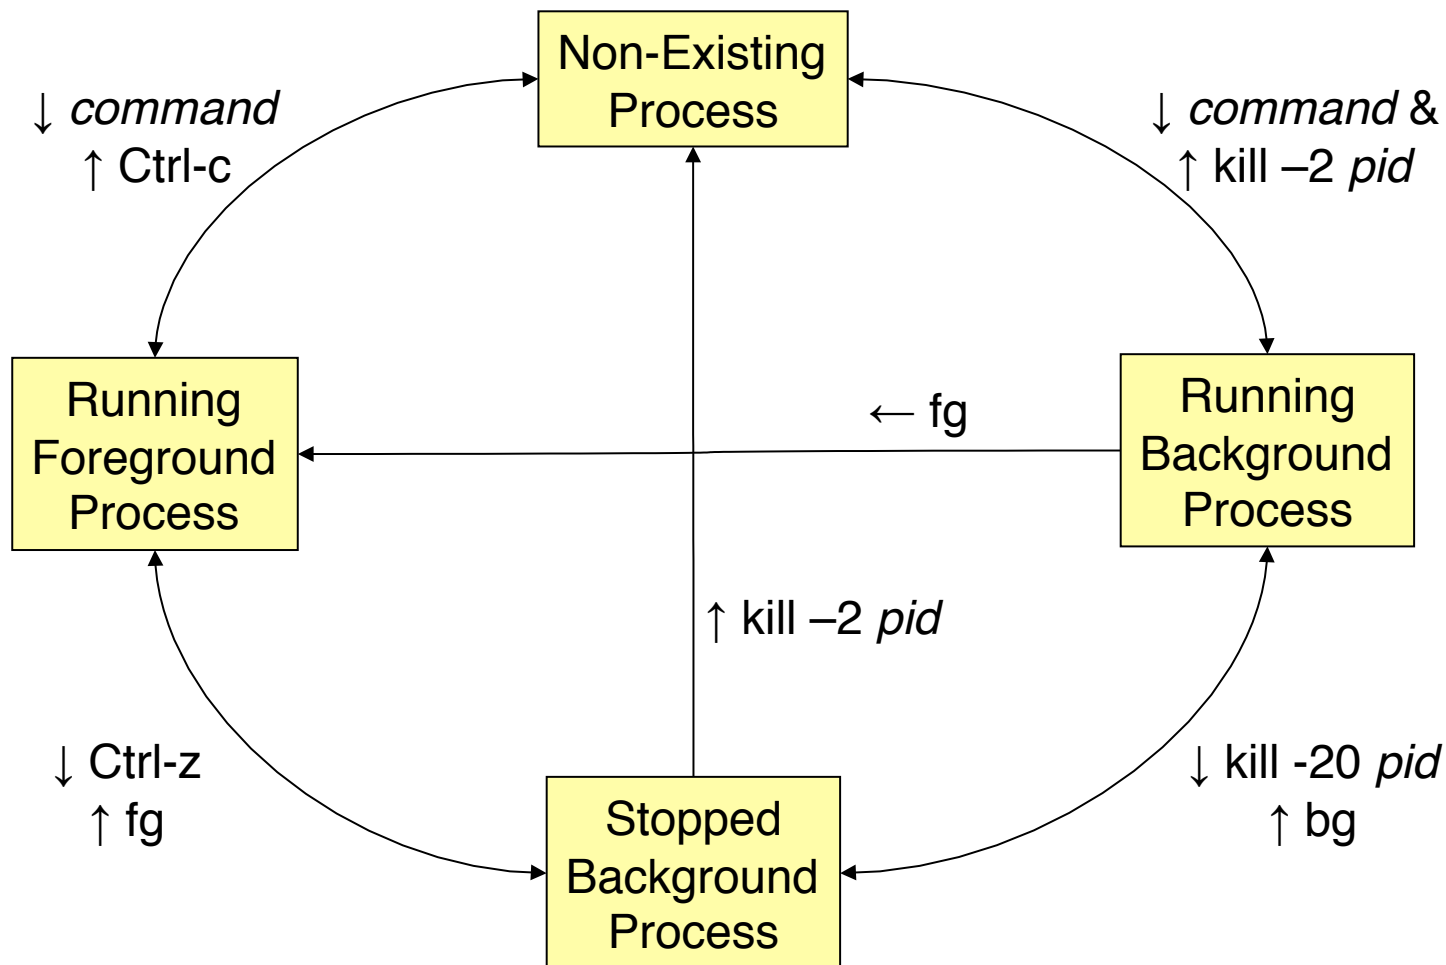 Non-Existing
Process
↓ command
↑ Ctrl-c
↓ command &
↑ kill –2 pid
Running
Foreground
Process
← fg
Running
Background
Process
↑ kill –2 pid
↓ Ctrl-z
↑ fg
Stopped
Background
Process
↓ kill -20 pid
↑ bg